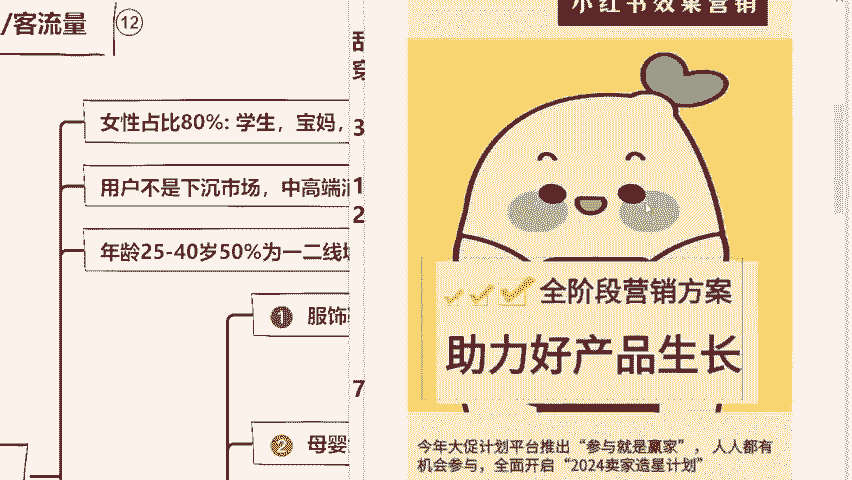 /客流量
12
女性占比80%: 学生，宝妈，
用户不是下沉市场，中高端
年龄25-40岁50%为一二线
1 服饰
2 母婴
3
1
2
7
小红书效果营销
全阶段营销方案
助力好产品生长
今年大促计划平台推出“参与就是赢家”，人人都有
机会参与，全面开启“2024卖家造星计划”